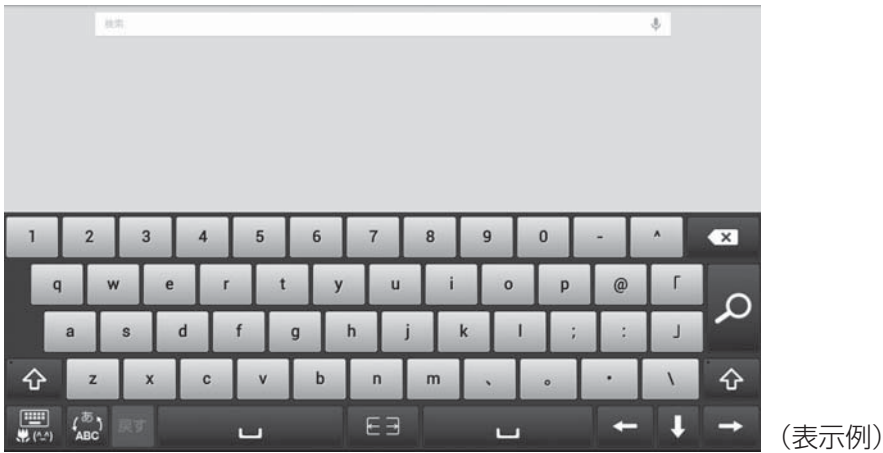 検索
1 2 3 4 5 6 7 8 9 0 - ^
q w e r t y u i o p @ 「
a s d f g h j k l ; : 」
z x c v b n m 、 。 ・ \
(^_^) あ ABC 戻す
(表示例)